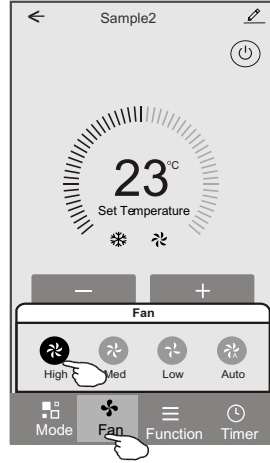 Sample2
23°C
Set Temperature
Fan
High Med Low Auto
Mode Fan Function Timer